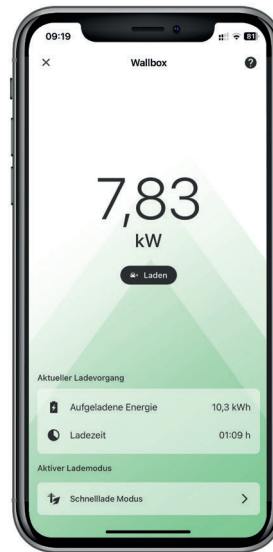 09:19 81
Wallbox
7,83
kW
Laden
Aktueller Ladevorgang
Aufgeladene Energie 10,3 kWh
Ladezeit 01:09 h
Aktiver Lademodus
Schnelllade Modus